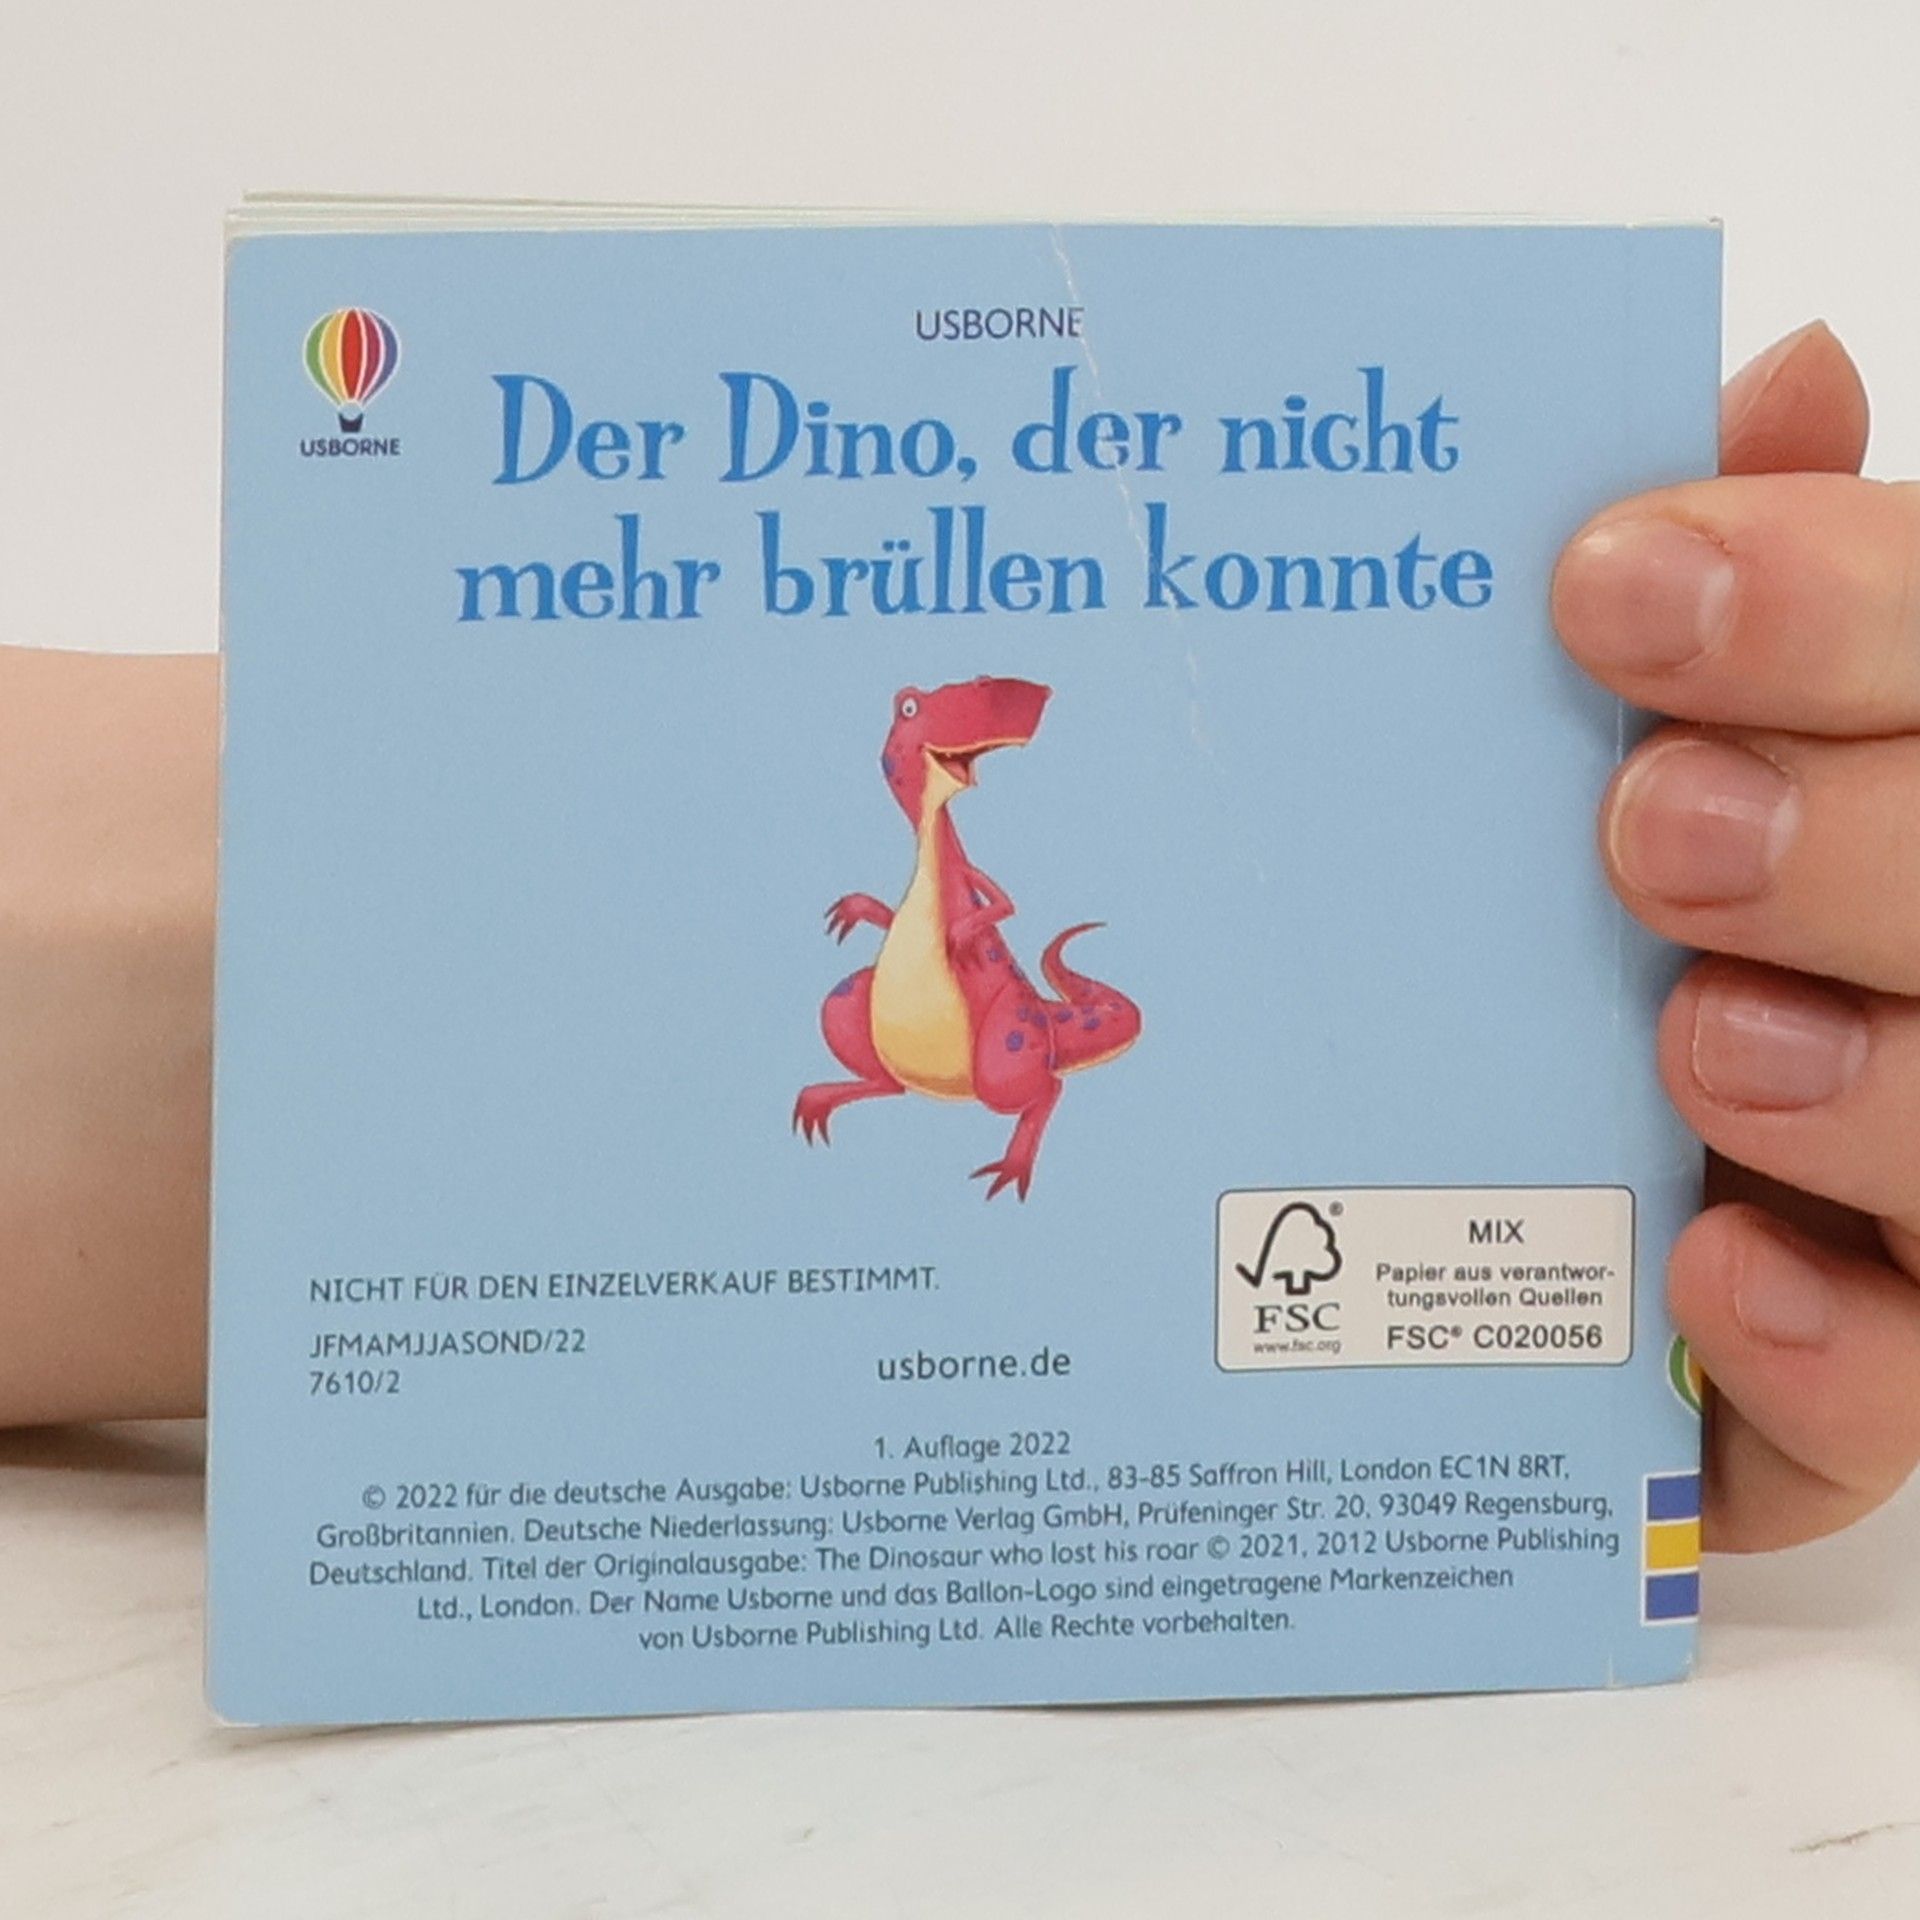 USBORNE
USBORNE
Der Dino, der nicht
mehr brüllen konnte
NICHT FÜR DEN EINZELVERKAUF BESTIMMT.
JFMAMJJASOND/22
7610/2
usborne.de
FSC
www.fsc.org
MIX
Papier aus verantwor-
tungsvollen Quellen
FSC® C020056
1. Auflage 2022
© 2022 für die deutsche Ausgabe: Usborne Publishing Ltd., 83-85 Saffron Hill, London EC1N 8RT,
Großbritannien. Deutsche Niederlassung: Usborne Verlag GmbH, Prüfeninger Str. 20, 93049 Regensburg,
Deutschland. Titel der Originalausgabe: The Dinosaur who lost his roar © 2021, 2012 Usborne Publishing
Ltd., London. Der Name Usborne und das Ballon-Logo sind eingetragene Markenzeichen
von Usborne Publishing Ltd. Alle Rechte vorbehalten.